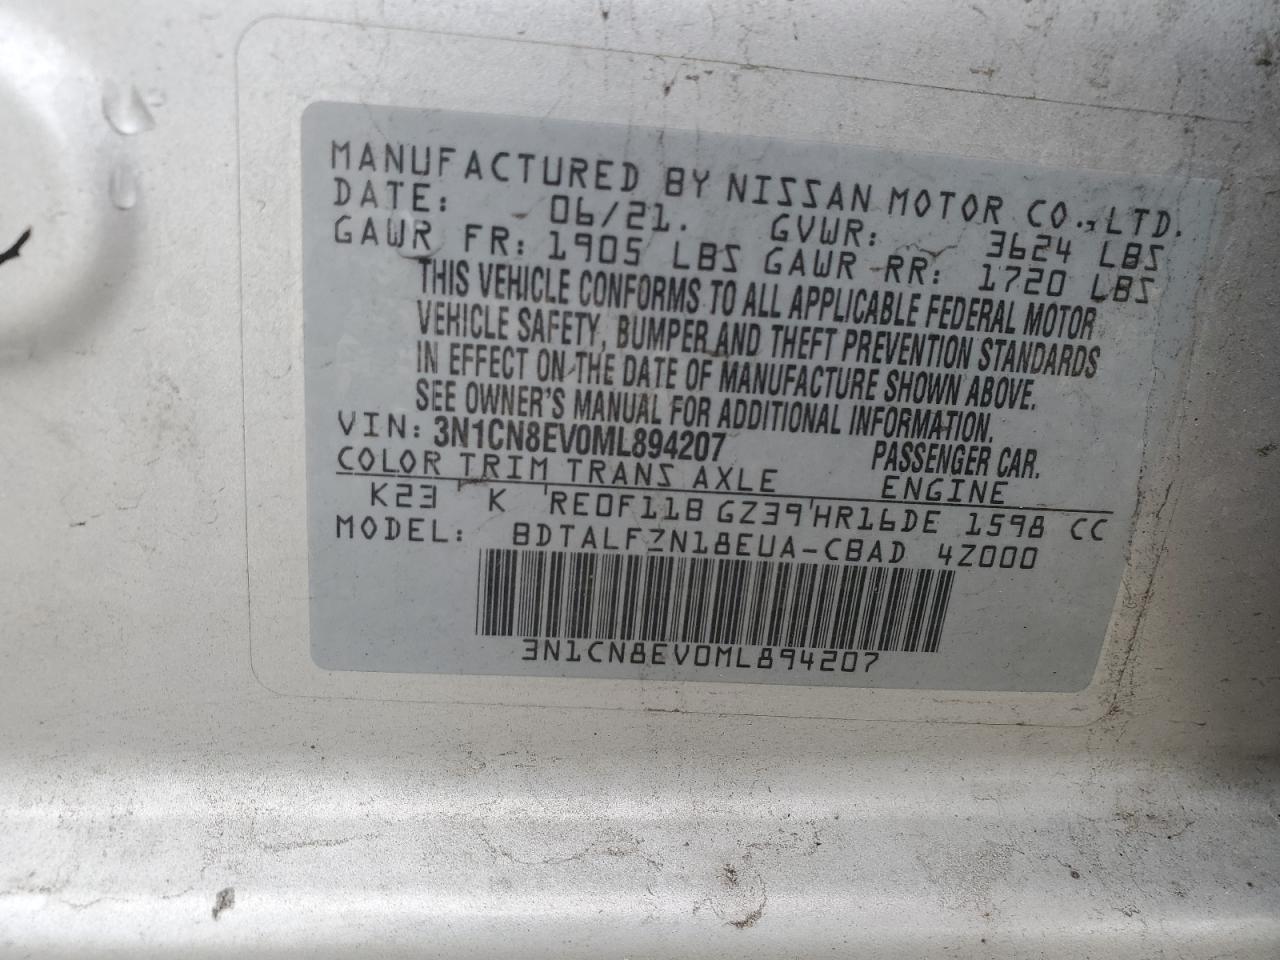 MANUFACTURED BY NISSAN MOTOR CO., LTD.
DATE: 06/21. GVWR: 3624 LBS
GAWR FR: 1905 LBS GAWR RR: 1720 LBS
THIS VEHICLE CONFORMS TO ALL APPLICABLE FEDERAL MOTOR
VEHICLE SAFETY, BUMPER AND THEFT PREVENTION STANDARDS
IN EFFECT ON THE DATE OF MANUFACTURE SHOWN ABOVE.
SEE OWNER'S MANUAL FOR ADDITIONAL INFORMATION.
VIN: 3N1CN8EV0ML894207 PASSENGER CAR.
COLOR TRIM TRANS AXLE ENGINE
K23 K RE0F11B GZ39 HR16DE 1598 CC
MODEL: BDTALFZN18EUA-CBAD 4Z000
3N1CN8EV0ML894207